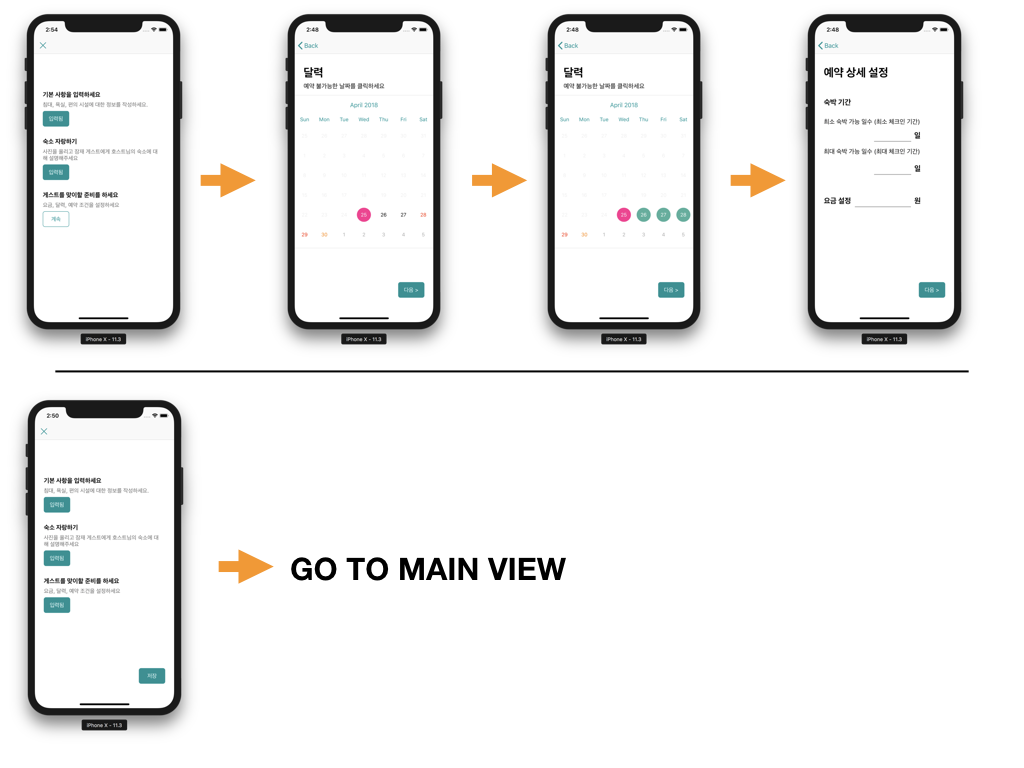 2:54
기본 사항을 입력하세요
침대, 욕실, 편의 시설에 대한 정보를 작성하세요.
입력됨
숙소 자랑하기
사진을 올리고 잠재 게스트에게 호스트님의 숙소에 대
해 설명해주세요
입력됨
게스트를 맞이할 준비를 하세요
요금, 달력, 예약 조건을 설정하세요
계속
iPhone X - 11.3
2:48
Back
달력
예약 불가능한 날짜를 클릭하세요
April 2018
Sun Mon Tue Wed Thu Fri Sat
25 26 27 28
29 30 1 2 3 4 5
다음 >
iPhone X - 11.3
2:48
Back
달력
예약 불가능한 날짜를 클릭하세요
April 2018
Sun Mon Tue Wed Thu Fri Sat
25 26 27 28
29 30 1 2 3 4 5
다음 >
iPhone X - 11.3
2:48
Back
예약 상세 설정
숙박 기간
최소 숙박 가능 일수 (최소 체크인 기간)
일
최대 숙박 가능 일수 (최대 체크인 기간)
일
요금 설정 원
다음 >
iPhone X - 11.3
2:50
기본 사항을 입력하세요
침대, 욕실, 편의 시설에 대한 정보를 작성하세요.
입력됨
숙소 자랑하기
사진을 올리고 잠재 게스트에게 호스트님의 숙소에 대
해 설명해주세요
입력됨
게스트를 맞이할 준비를 하세요
요금, 달력, 예약 조건을 설정하세요
입력됨
저장
iPhone X - 11.3
GO TO MAIN VIEW